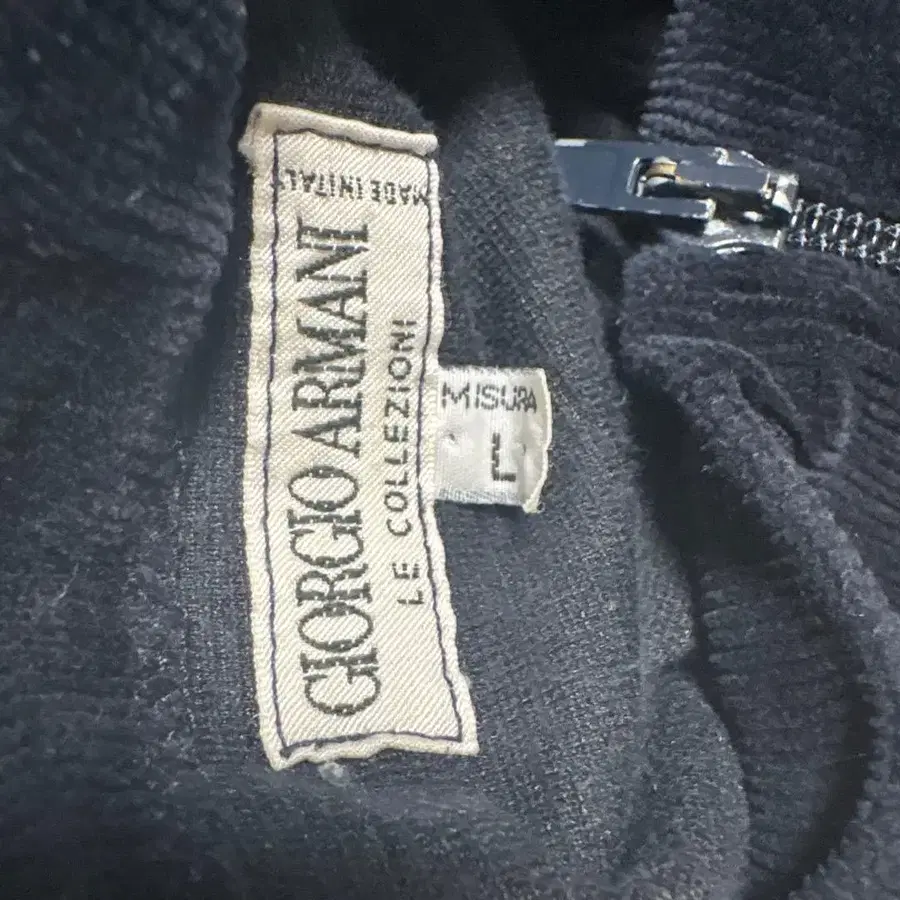 MADE IN ITALY
GIORGIO ARMANI
LE COLLEZIONI
MISURA
L